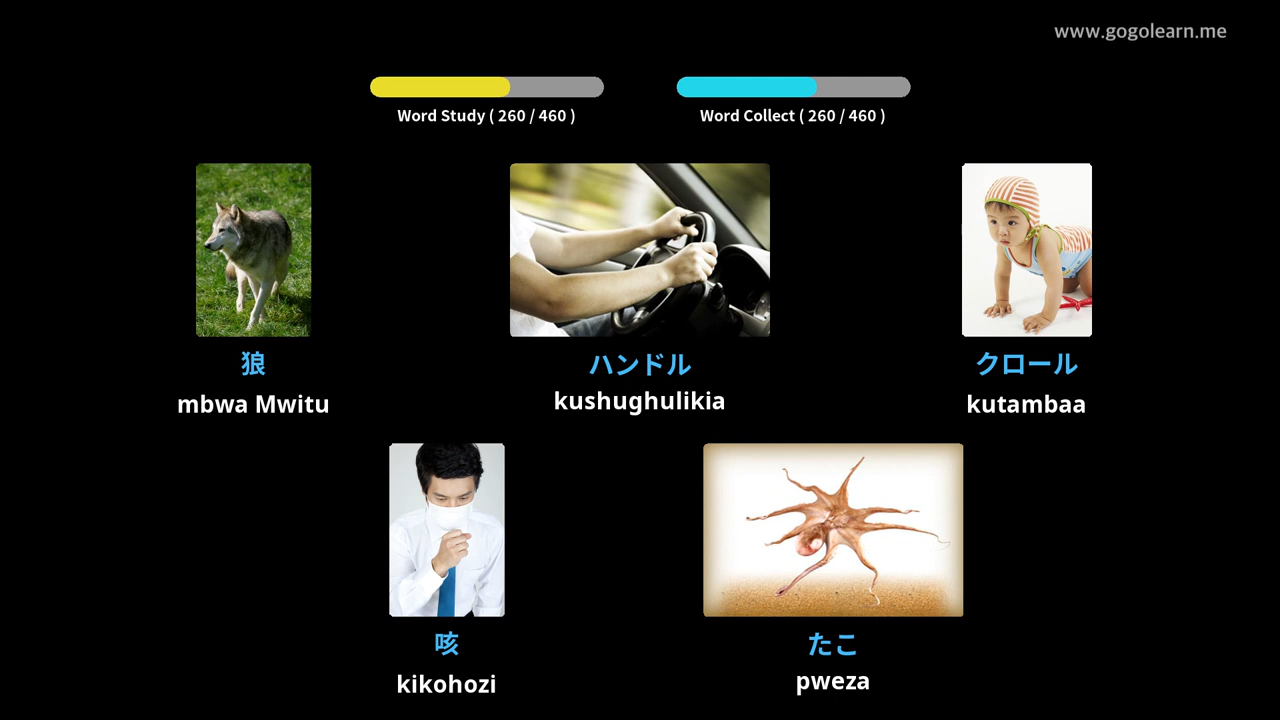 www.gogolearn.me
Word Study ( 260 / 460 )
Word Collect ( 260 / 460 )
狼
mbwa Mwitu
ハンドル
kushughulikia
クロール
kutambaa
咳
kikohozi
たこ
pweza